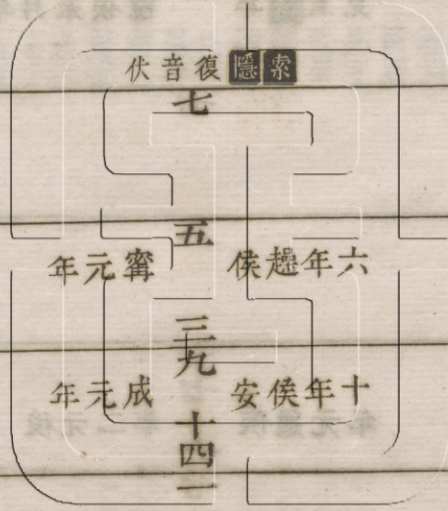 索隱復音伏
七
五
六年侯甯元年
三
九
十年侯安成元年
十四
一